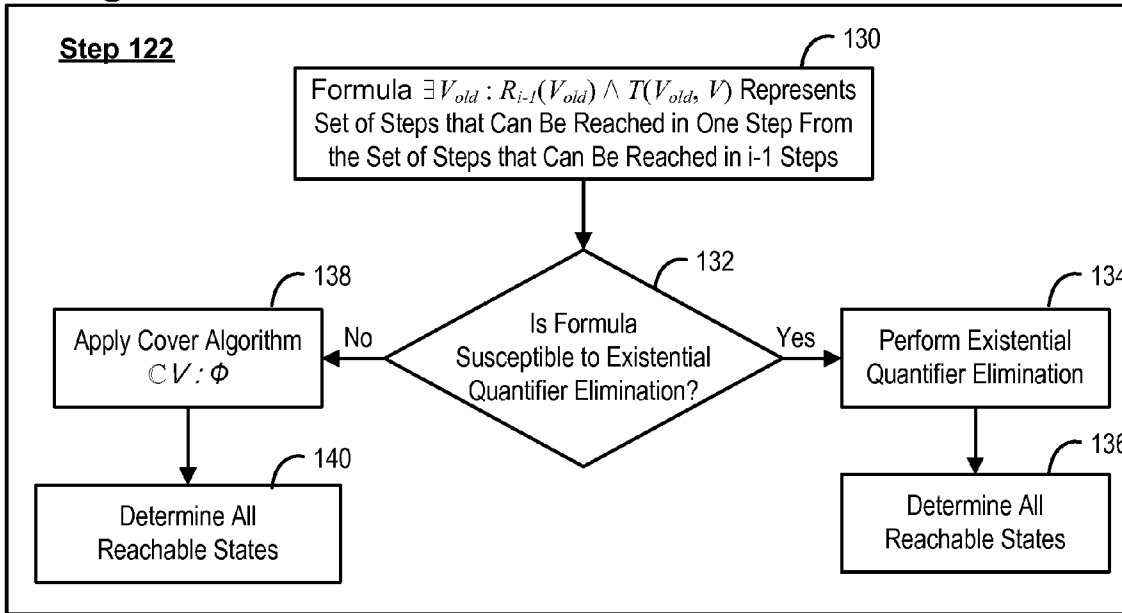 Step 122
130
Formula ∃ V_old : R_i-1(V_old) ∧ T(V_old, V) Represents
Set of Steps that Can Be Reached in One Step From
the Set of Steps that Can Be Reached in i-1 Steps
132
Is Formula
Susceptible to Existential
Quantifier Elimination?
No
Yes
138
Apply Cover Algorithm
ℂV : Φ
134
Perform Existential
Quantifier Elimination
140
Determine All
Reachable States
136
Determine All
Reachable States